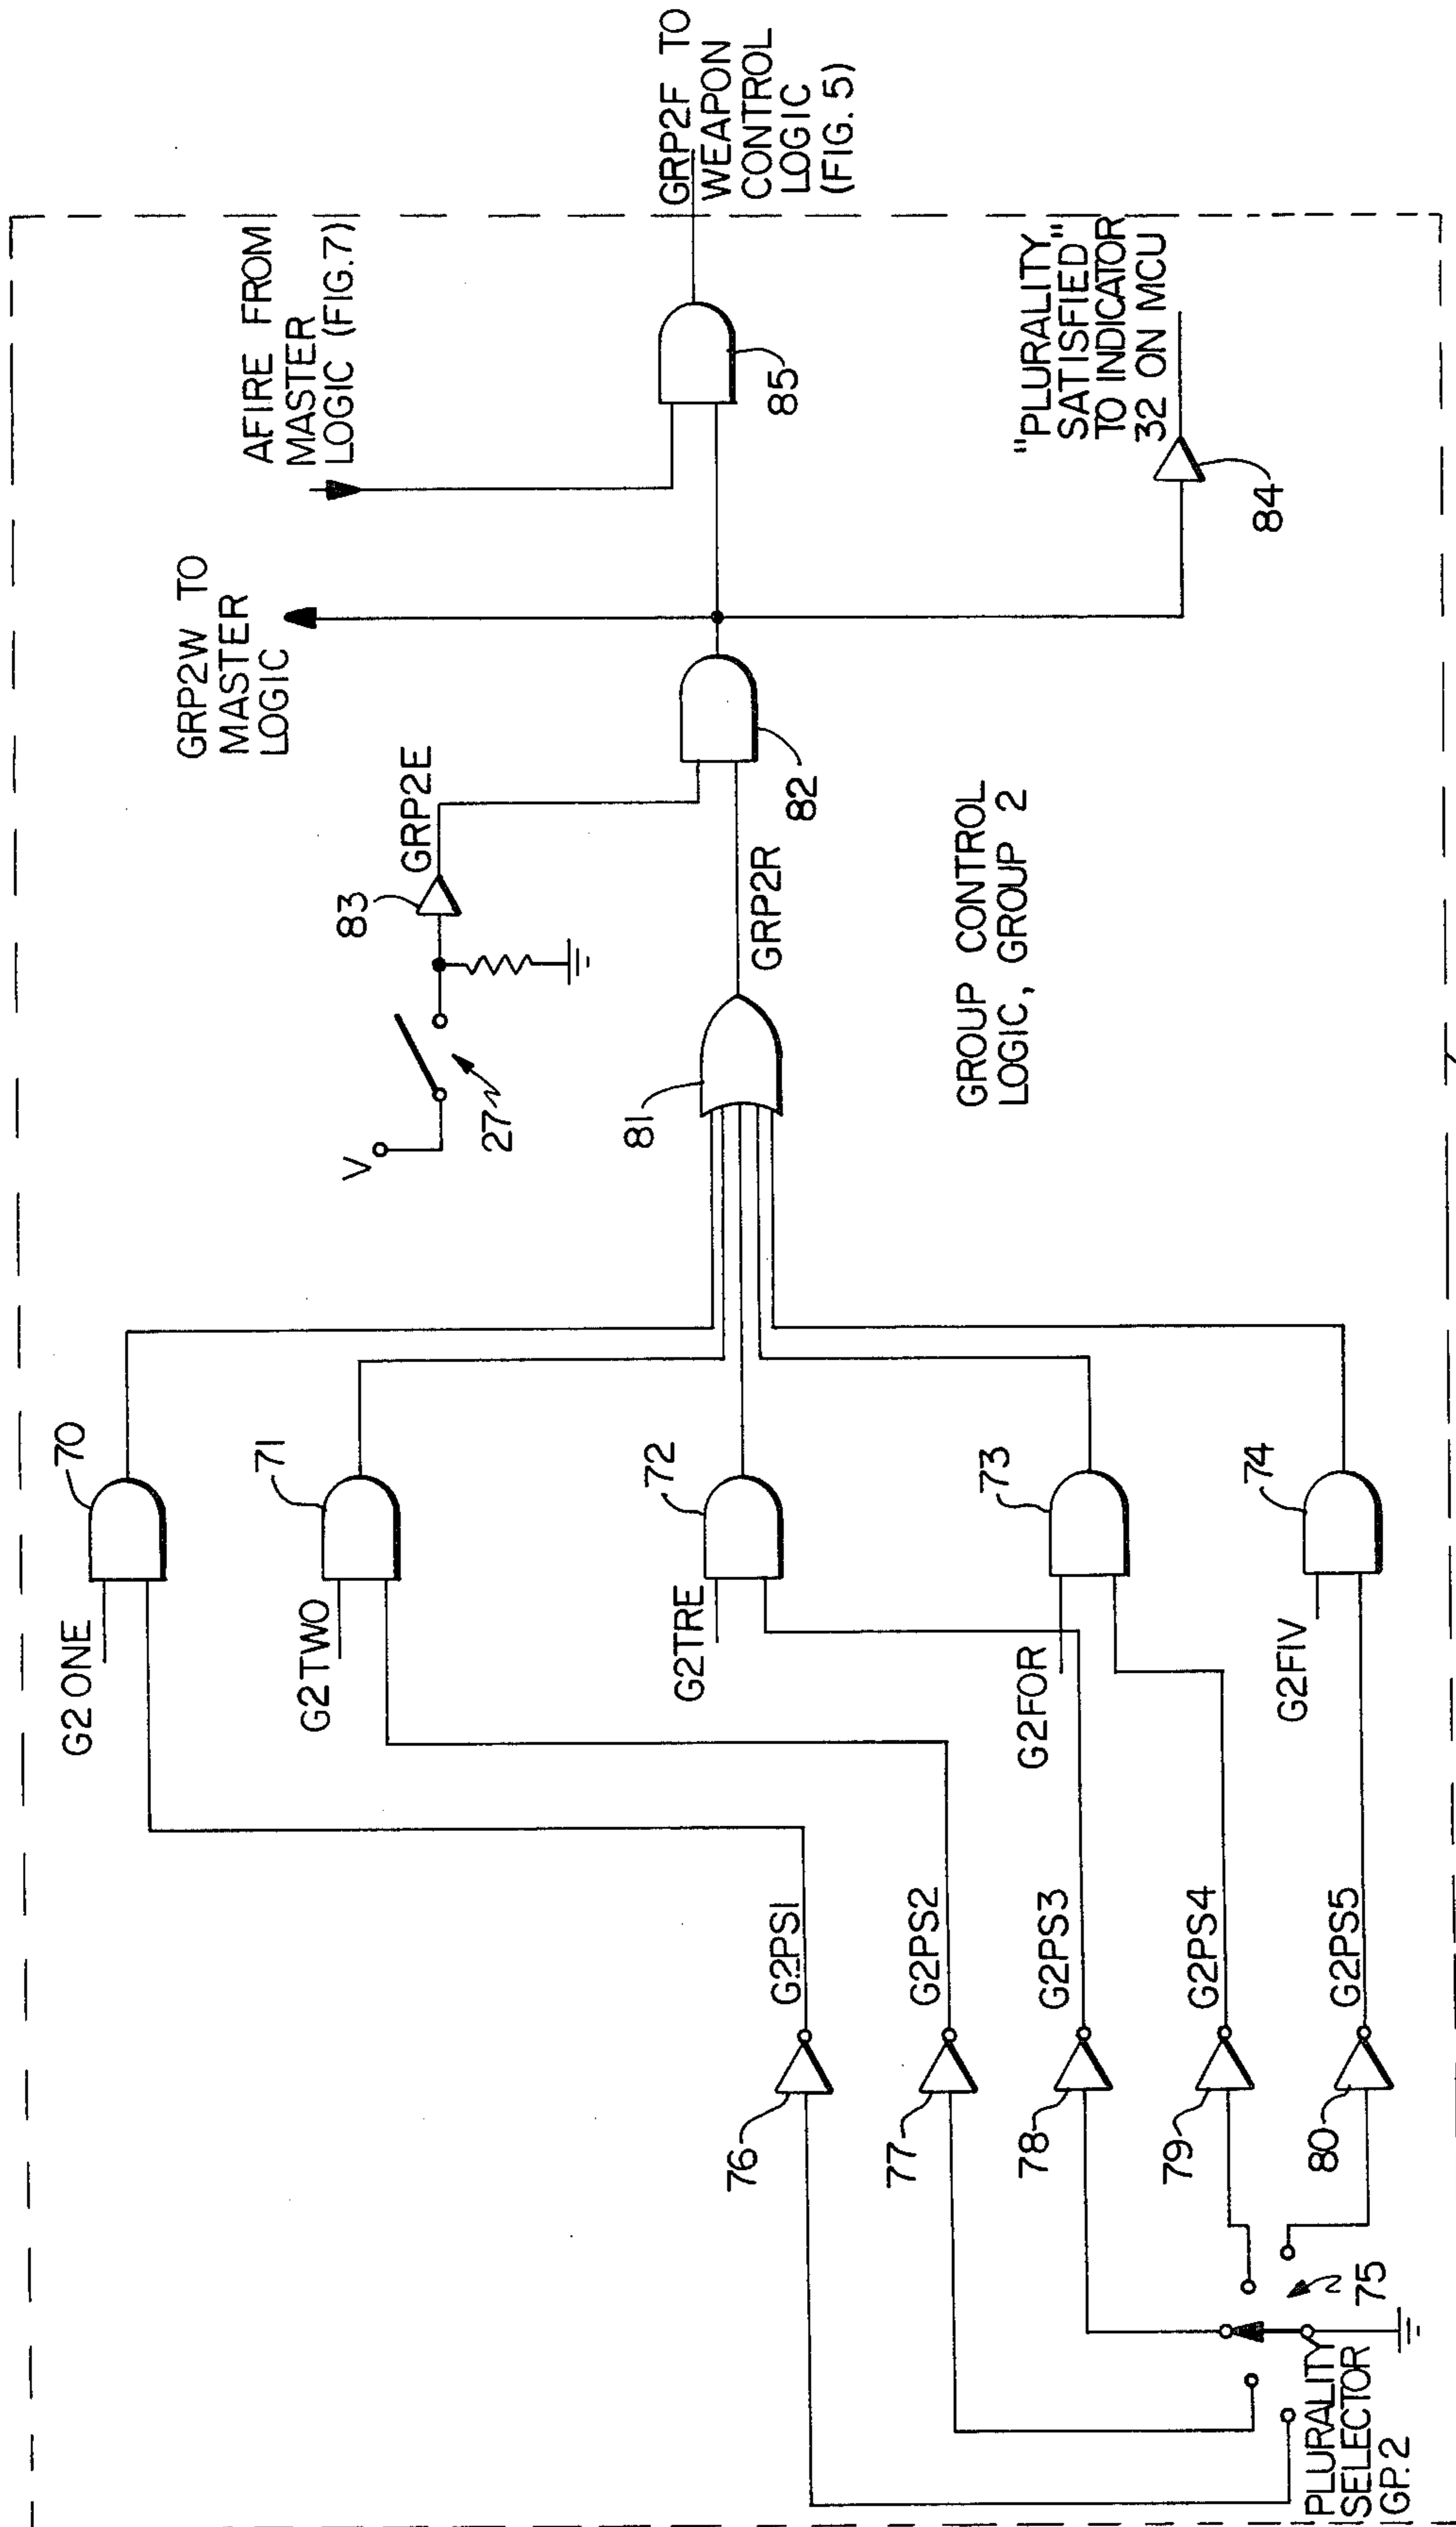 GRP2W TO
MASTER
LOGIC
AFIRE FROM
MASTER
LOGIC (FIG.7)
GRP2F TO
WEAPON
CONTROL
LOGIC
(FIG. 5)
83
GRP2E
V
27
85
82
81
GRP2R
"PLURALITY
SATISFIED"
TO INDICATOR
32 ON MCU
84
GROUP CONTROL
LOGIC, GROUP 2
70
G2ONE
71
G2TWO
72
G2TRE
73
G2FOR
74
G2FIV
G2PS1
76
G2PS2
77
G2PS3
78
G2PS4
79
G2PS5
80
75
PLURALITY
SELECTOR
GP.2